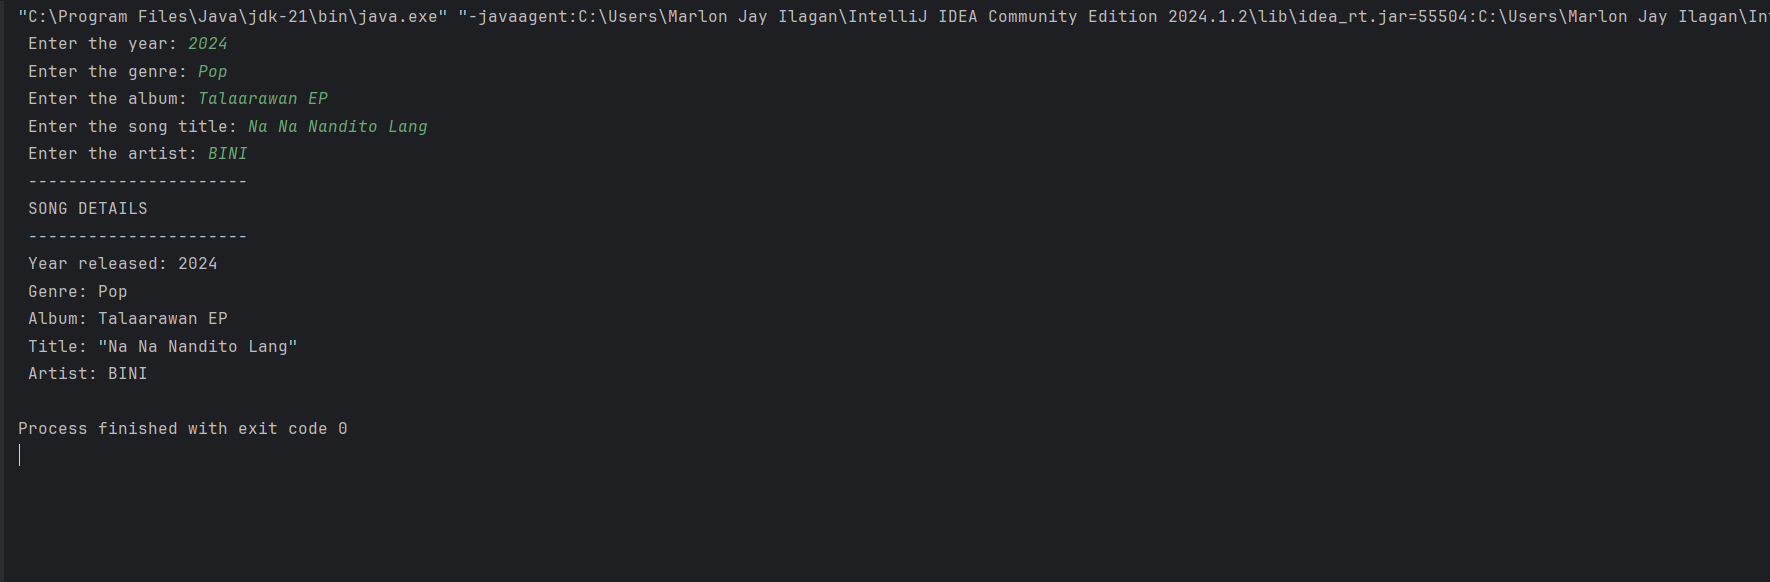 "C:\Program Files\Java\jdk-21\bin\java.exe" "-javaagent:C:\Users\Marlon Jay Ilagan\IntelliJ IDEA Community Edition 2024.1.2\lib\idea_rt.jar=55504:C:\Users\Marlon Jay Ilagan\Int
Enter the year: 2024
Enter the genre: Pop
Enter the album: Talaarawan EP
Enter the song title: Na Na Nandito Lang
Enter the artist: BINI
----------------------
SONG DETAILS
----------------------
Year released: 2024
Genre: Pop
Album: Talaarawan EP
Title: "Na Na Nandito Lang"
Artist: BINI
Process finished with exit code 0